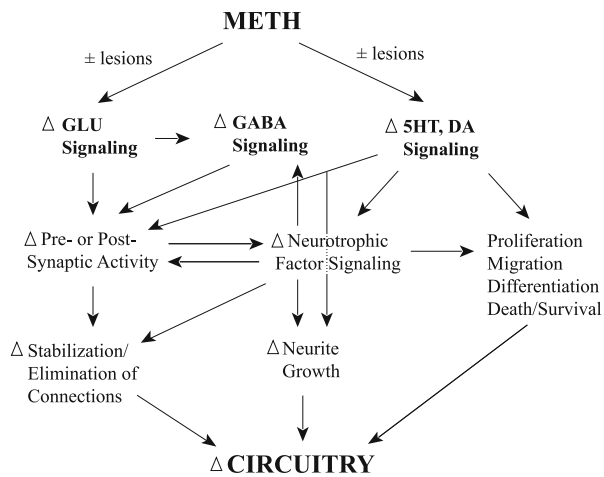 METH
± lesions
± lesions
Δ GLU
Signaling
Δ GABA
Signaling
Δ 5HT, DA
Signaling
Δ Pre- or Post-
Synaptic Activity
Δ Neurotrophic
Factor Signaling
Proliferation
Migration
Differentiation
Death/Survival
Δ Stabilization/
Elimination of
Connections
Δ Neurite
Growth
Δ CIRCUITRY